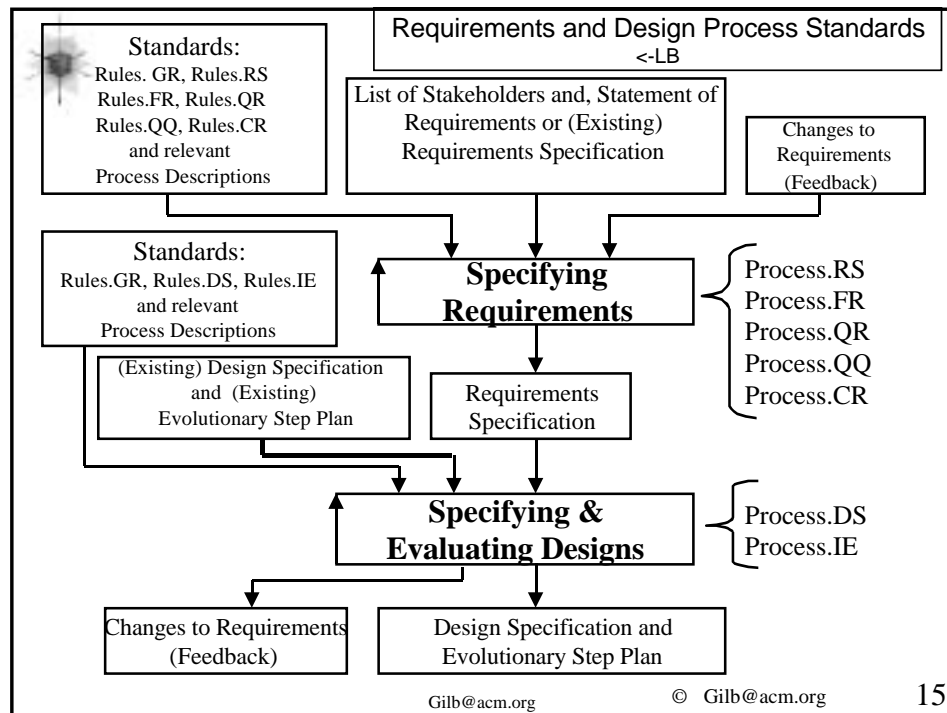 Requirements and Design Process Standards
<-LB
Standards:
Rules. GR, Rules.RS
Rules.FR, Rules.QR
Rules.QQ, Rules.CR
and relevant
Process Descriptions
List of Stakeholders and, Statement of
Requirements or (Existing)
Requirements Specification
Changes to
Requirements
(Feedback)
Standards:
Rules.GR, Rules.DS, Rules.IE
and relevant
Process Descriptions
Specifying
Requirements
Process.RS
Process.FR
Process.QR
Process.QQ
Process.CR
(Existing) Design Specification
and (Existing)
Evolutionary Step Plan
Requirements
Specification
Specifying &
Evaluating Designs
Process.DS
Process.IE
Changes to Requirements
(Feedback)
Design Specification and
Evolutionary Step Plan
Gilb@acm.org
© Gilb@acm.org
15